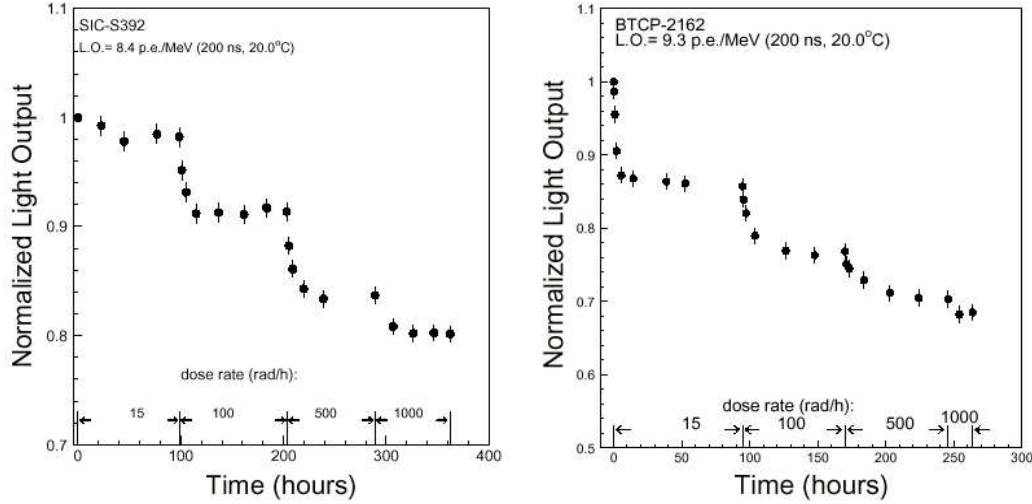 SIC-S392
L.O.= 8.4 p.e./MeV (200 ns, 20.0°C)
Normalized Light Output
1.1
1
0.9
0.8
0.7
dose rate (rad/h):
15 100 500 1000
0 100 200 300 400
Time (hours)
BTCP-2162
L.O.= 9.3 p.e./MeV (200 ns, 20.0°C)
Normalized Light Output
1.1
1
0.9
0.8
0.7
0.6
0.5
dose rate (rad/h):
15 100 500 1000
0 50 100 150 200 250 300
Time (hours)